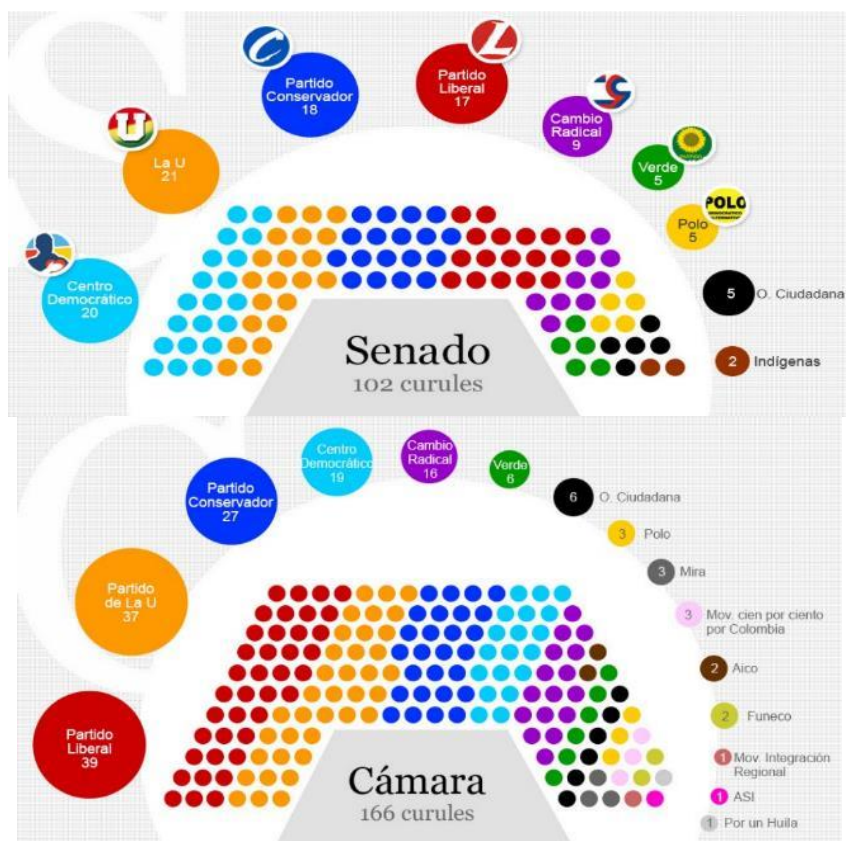 Partido
Conservador
18
Partido
Liberal
17
Cambio
Radical
9
La U
21
Verde
5
POLO
Polo
5
Centro
Democrático
20
5
O. Ciudadana
2
Indígenas
Senado
102 curules
Centro
Democrático
19
Cambio
Radical
16
Verde
6
Partido
Conservador
27
6
O. Ciudadana
3
Polo
3
Mira
Partido
de La U
37
3
Mov. cien por ciento
por Colombia
2
Aico
Partido
Liberal
39
2
Funeco
1
Mov. Integración
Regional
1
ASI
1
Por un Huila
Cámara
166 curules